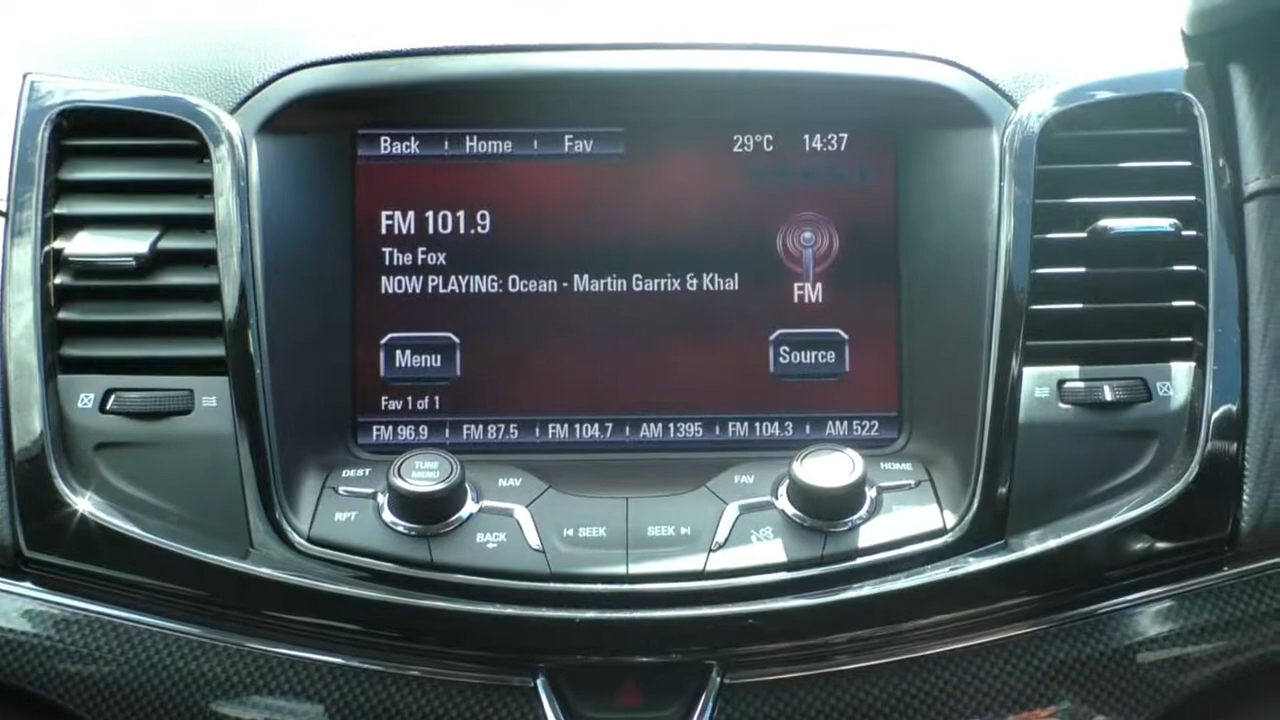 Back Home Fav 29°C 14:37
FM 101.9
The Fox
NOW PLAYING: Ocean - Martin Garrix & Khal
FM
Menu
Source
Fav 1 of 1
FM 96.9 FM 87.5 FM 104.7 AM 1395 FM 104.3 AM 522
DEST
TUNE
MENU
NAV
FAV
HOME
RPT
BACK
SEEK
SEEK